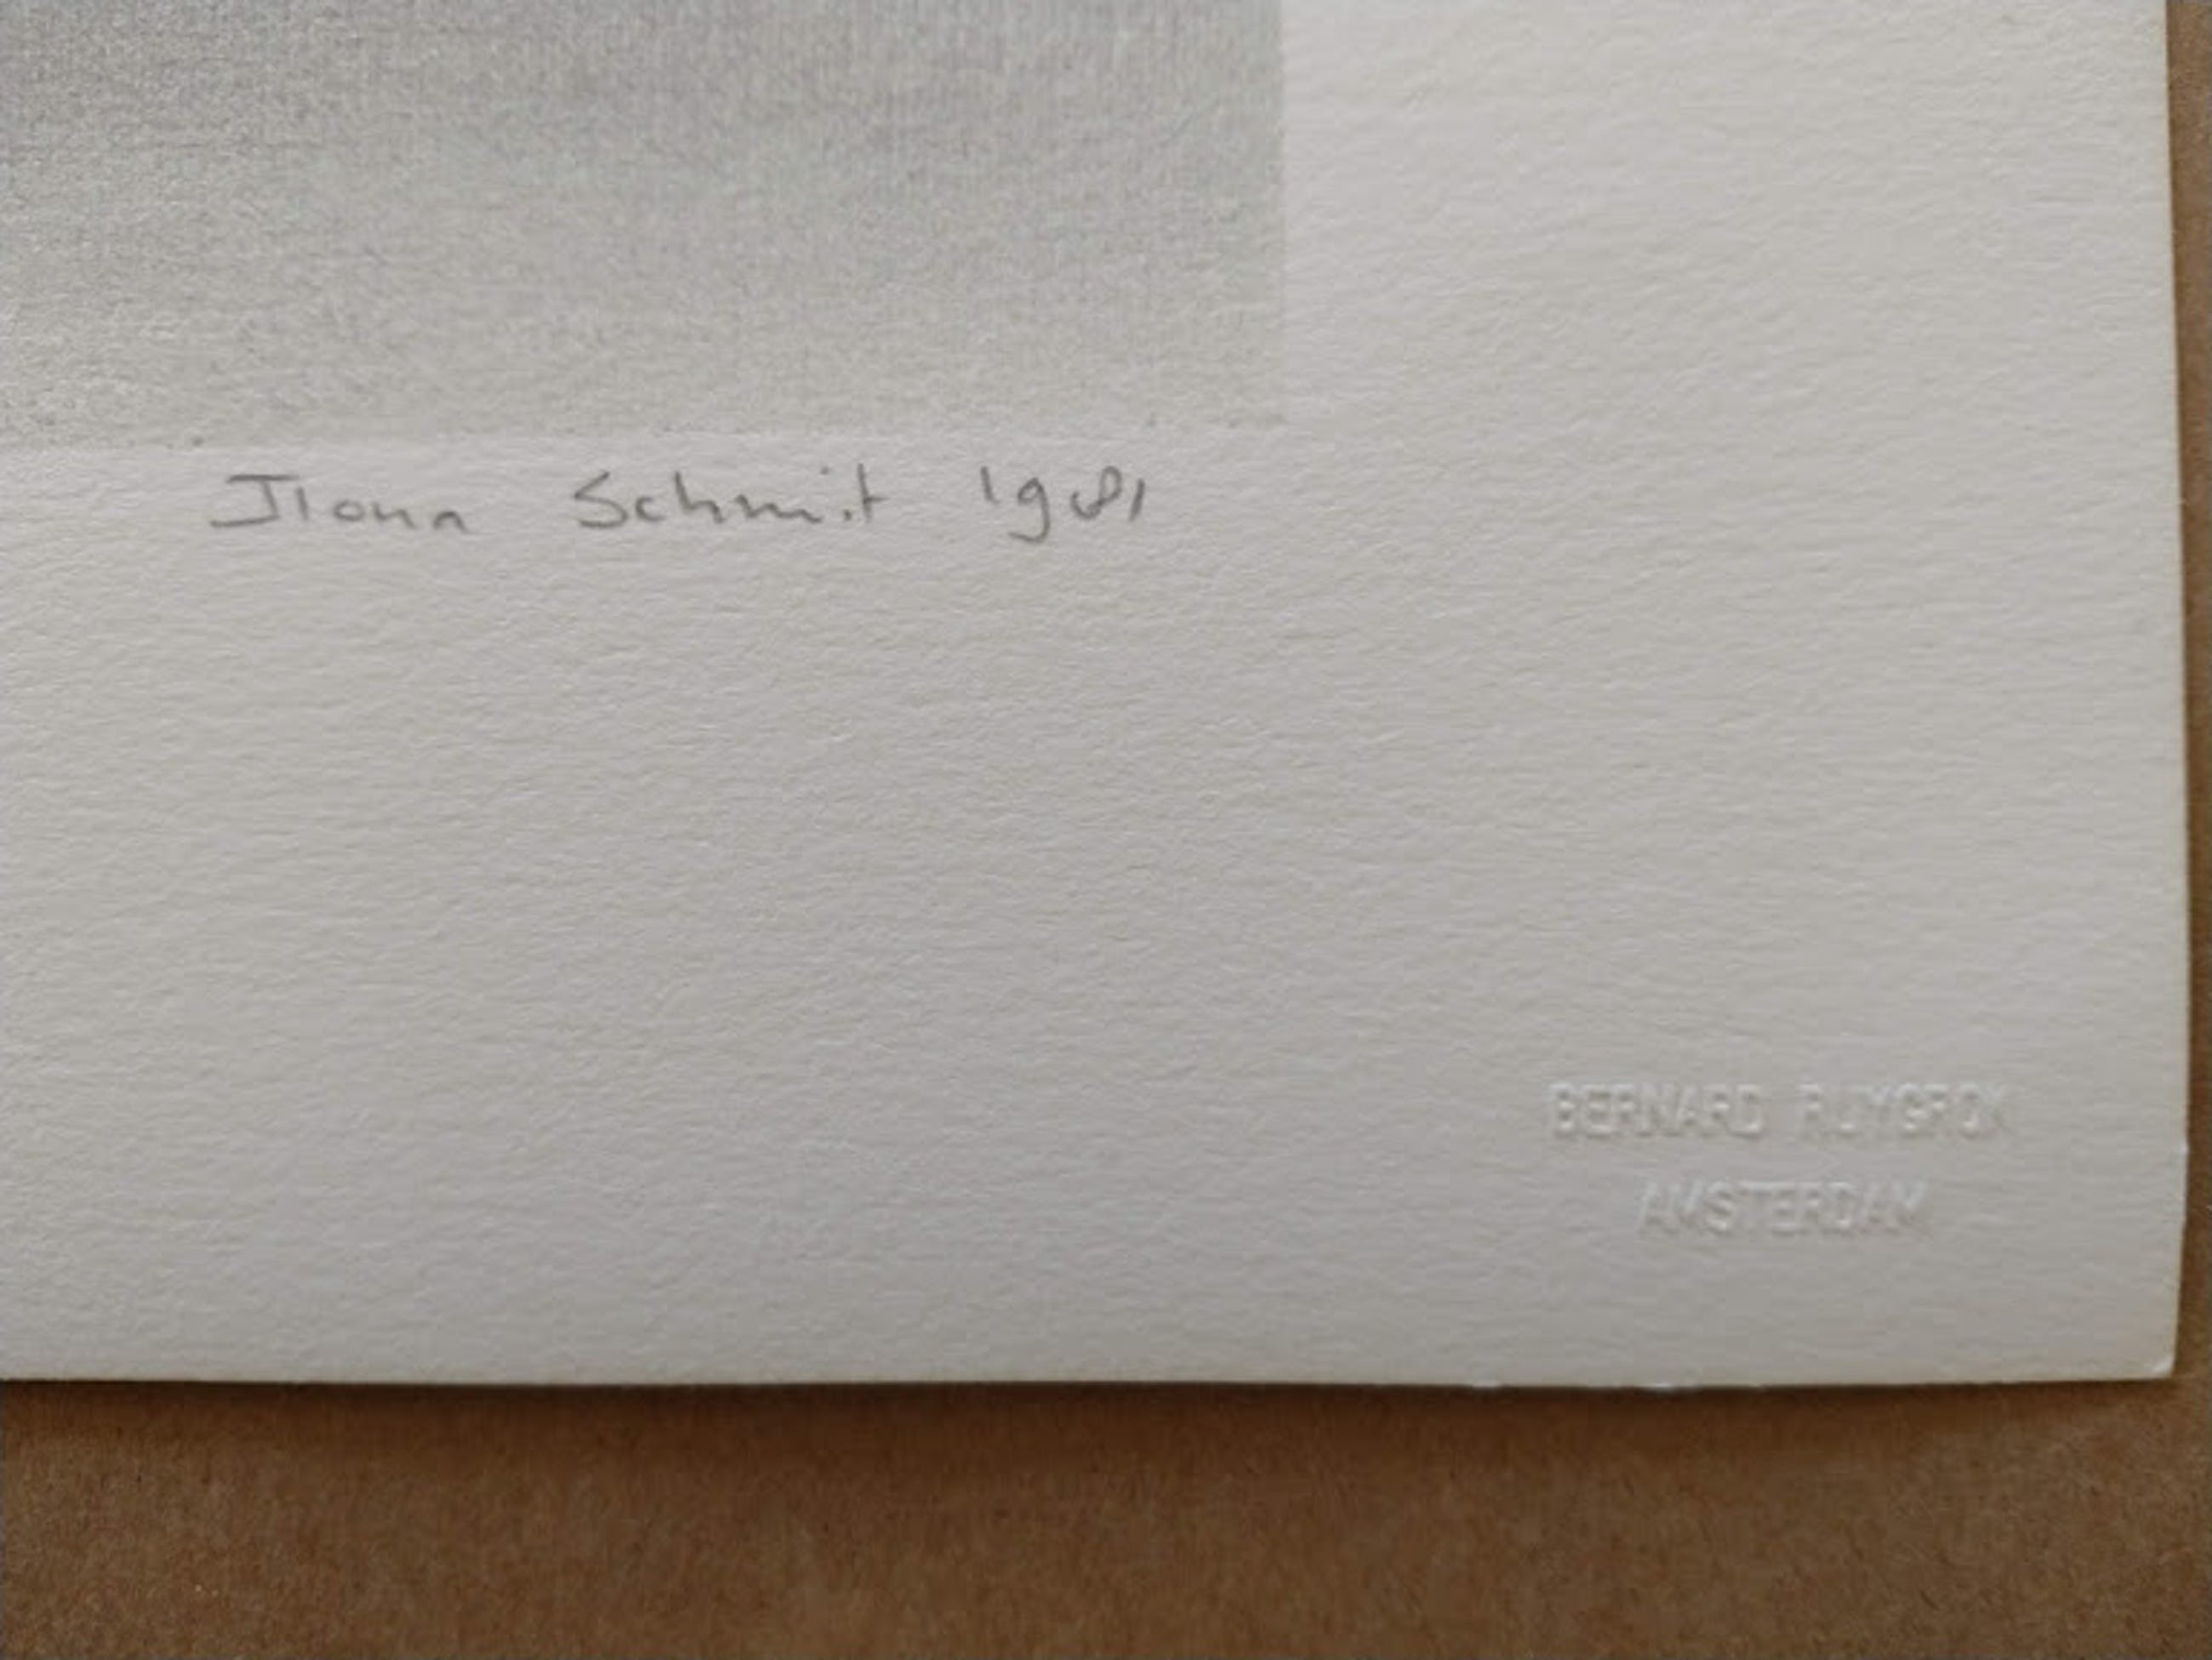 Ilona Schmit 1981
BERNARD RUYGROK
AMSTERDAM